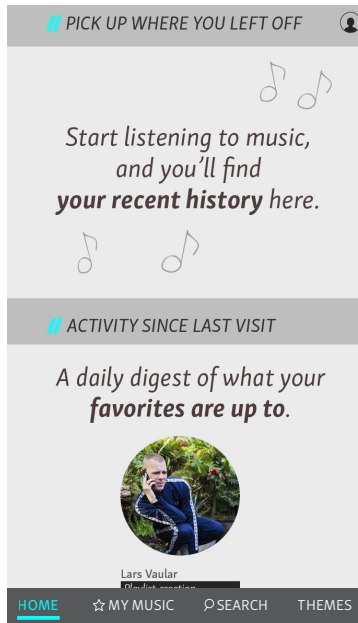 // PICK UP WHERE YOU LEFT OFF
Start listening to music,
and you'll find
your recent history here.
// ACTIVITY SINCE LAST VISIT
A daily digest of what your
favorites are up to.
Lars Vaular
Playlist creation
HOME MY MUSIC SEARCH THEMES